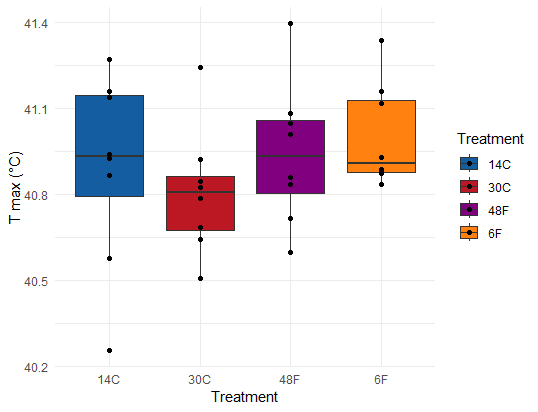 41.4
41.1
40.8
40.5
40.2
T max (°C)
14C
30C
48F
6F
Treatment
Treatment
14C
30C
48F
6F